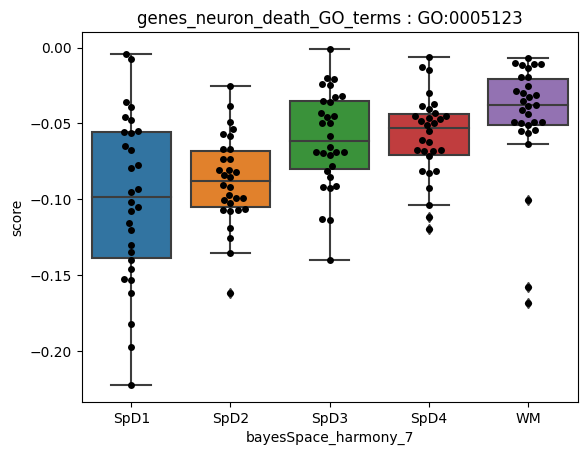 genes_neuron_death_GO_terms : GO:0005123
0.00
−0.05
−0.10
−0.15
−0.20
score
SpD1 SpD2 SpD3 SpD4 WM
bayesSpace_harmony_7